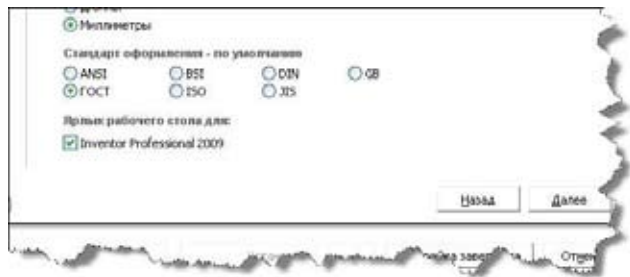 Миллиметры
Стандарт оформления - по умолчанию
ANSI BSI DIN GB
ГОСТ ISO JIS
Ярлык рабочего стола для:
Inventor Professional 2009
Назад Далее